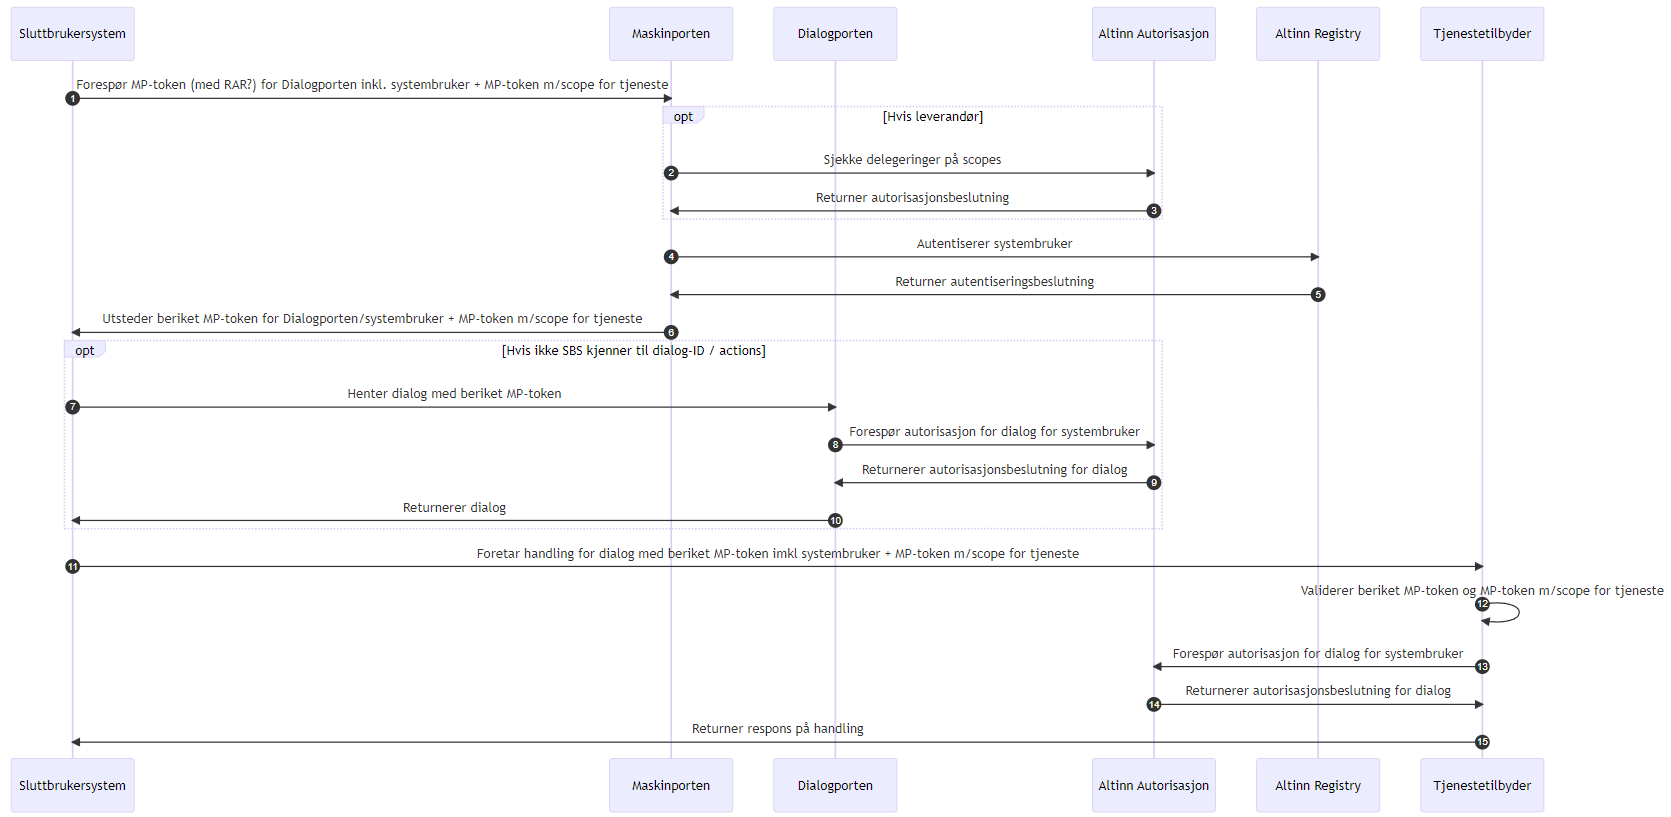 Sluttbrukersystem
Maskinporten
Dialogporten
Altinn Autorisasjon
Altinn Registry
Tjenestetilbyder
Forespør MP-token (med RAR?) for Dialogporten inkl. systembruker + MP-token m/scope for tjeneste
1
opt
[Hvis leverandør]
Sjekke delegeringer på scopes
2
Returner autorisasjonsbeslutning
3
Autentiserer systembruker
4
Returner autentiseringsbeslutning
5
Utsteder beriket MP-token for Dialogporten/systembruker + MP-token m/scope for tjeneste
6
opt
[Hvis ikke SBS kjenner til dialog-ID / actions]
Henter dialog med beriket MP-token
7
Forespør autorisasjon for dialog for systembruker
8
Returnerer autorisasjonsbeslutning for dialog
9
Returnerer dialog
10
Foretar handling for dialog med beriket MP-token imkl systembruker + MP-token m/scope for tjeneste
11
Validerer beriket MP-token og MP-token m/scope for tjeneste
12
Forespør autorisasjon for dialog for systembruker
13
Returnerer autorisasjonsbeslutning for dialog
14
Returner respons på handling
15
Sluttbrukersystem
Maskinporten
Dialogporten
Altinn Autorisasjon
Altinn Registry
Tjenestetilbyder